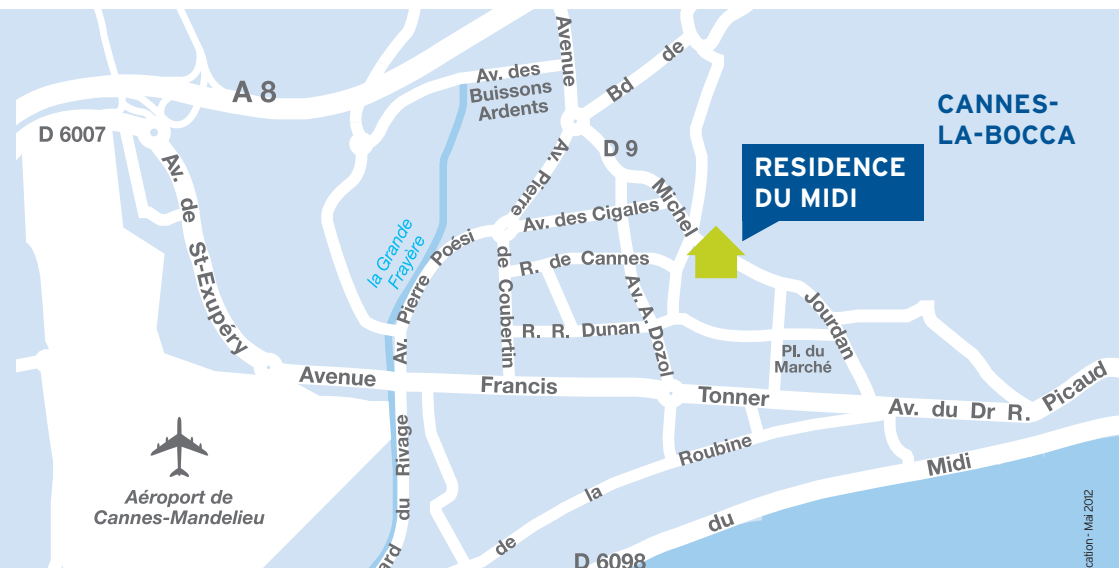 A 8
D 6007
Av. des
Buissons
Ardents
Avenue
Bd de
CANNES-
LA-BOCCA
D 9
RESIDENCE
DU MIDI
Av. de St-Exupéry
Av. Pierre
de Coubertin
Michel
Jourdan
Av. des Cigales
la Grande
Frayère
Av. Pierre Poési
R. de Cannes
Av. A. Dozol
R. R. Dunan
Pl. du
Marché
Avenue Francis Tonner
Av. du Dr R. Picaud
du Rivage
Aéroport de
Cannes-Mandelieu
de la Roubine
du Midi
D 6098
Mai 2012